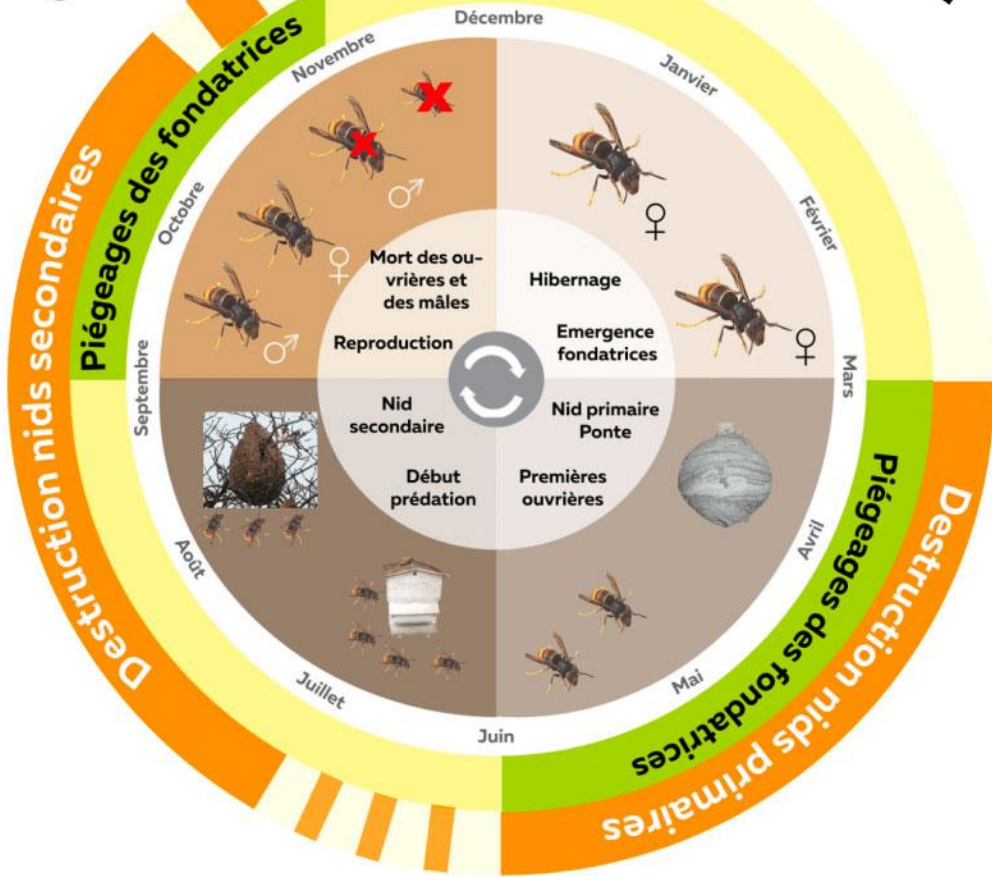 Décembre
Janvier
Février
Mars
Avril
Mai
Juin
Juillet
Août
Septembre
Octobre
Novembre
Piégeages des fondatrices
Destruction nids secondaires
Piégeages des fondatrices
Destruction nids primaires
Mort des ou-
vrières et
des mâles
Reproduction
Hibernage
Emergence
fondatrices
Nid
secondaire
Début
prédation
Nid primaire
Ponte
Premières
ouvrières